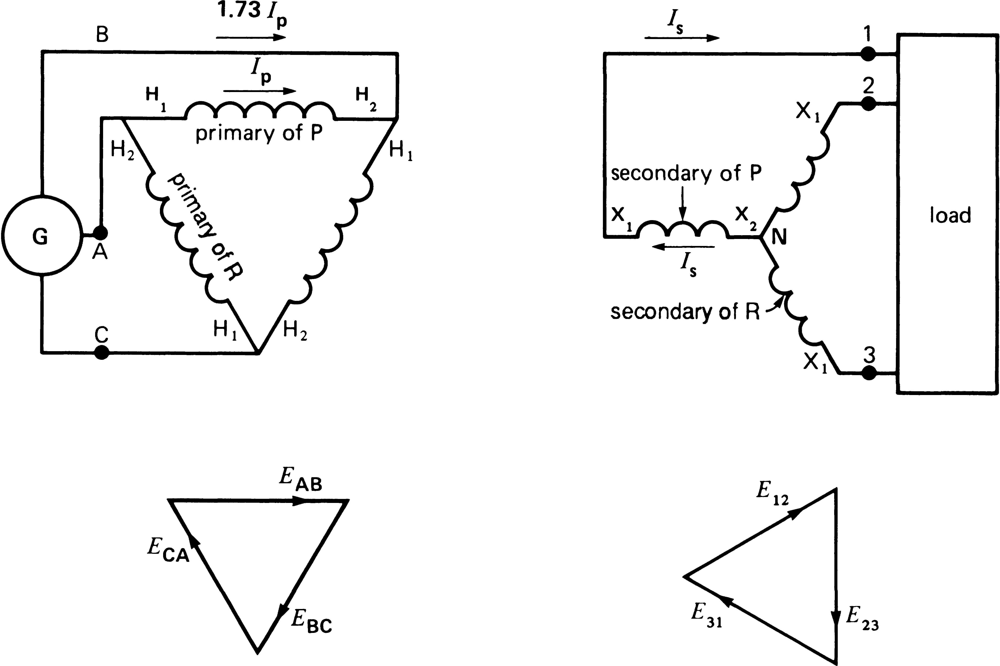 1.73 Ip
B
Ip
H1
H2
primary of P
H2
H1
primary of R
G
A
C
H1
H2
Is
1
2
X1
secondary of P
X1
X2
N
Is
load
secondary of R
3
X1
EAB
ECA
EBC
E12
E31
E23